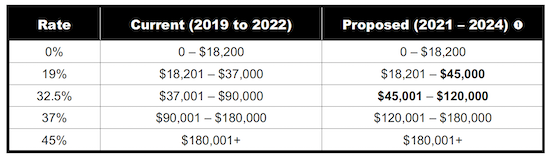 Rate Current (2019 to 2022) Proposed (2021 – 2024) ❶
0% 0 – $18,200 0 – $18,200
19% $18,201 – $37,000 $18,201 – $45,000
32.5% $37,001 – $90,000 $45,001 – $120,000
37% $90,001 – $180,000 $120,001 – $180,000
45% $180,001+ $180,001+